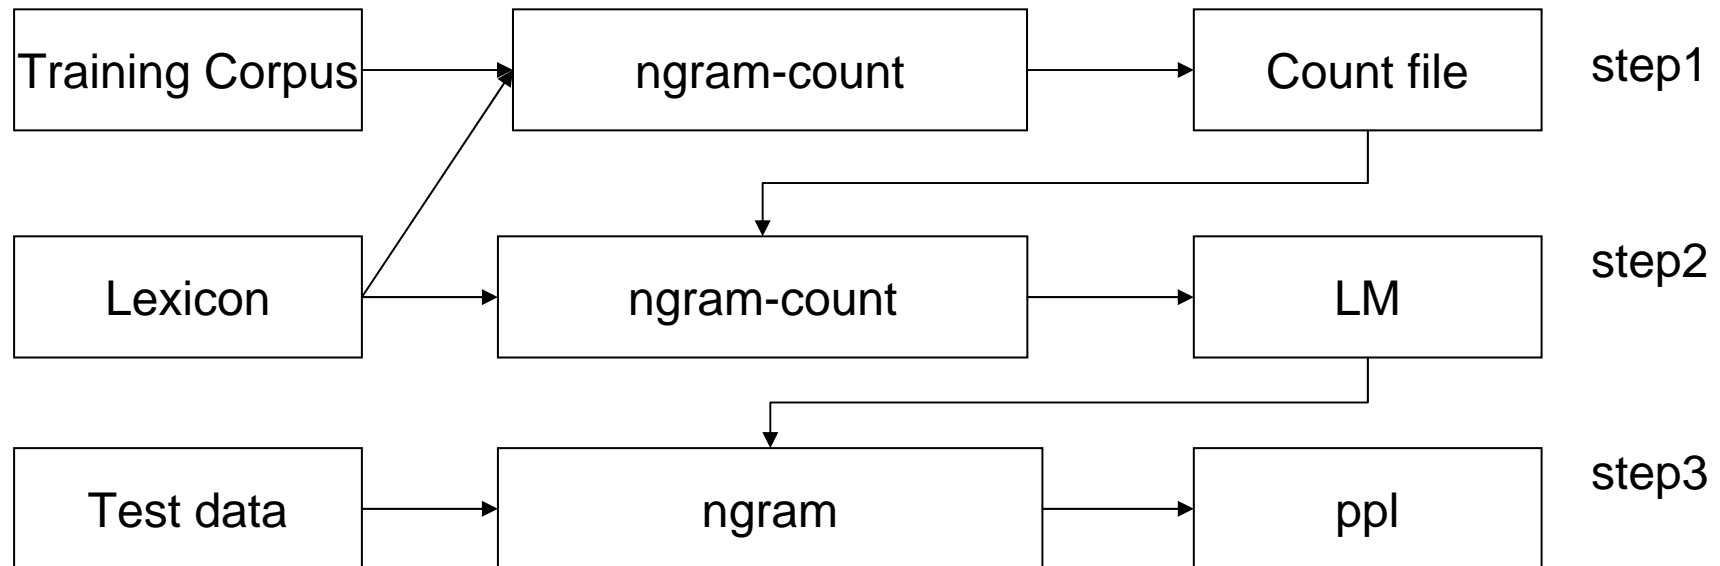 Training Corpus
ngram-count
Count file
step1
Lexicon
ngram-count
LM
step2
Test data
ngram
ppl
step3